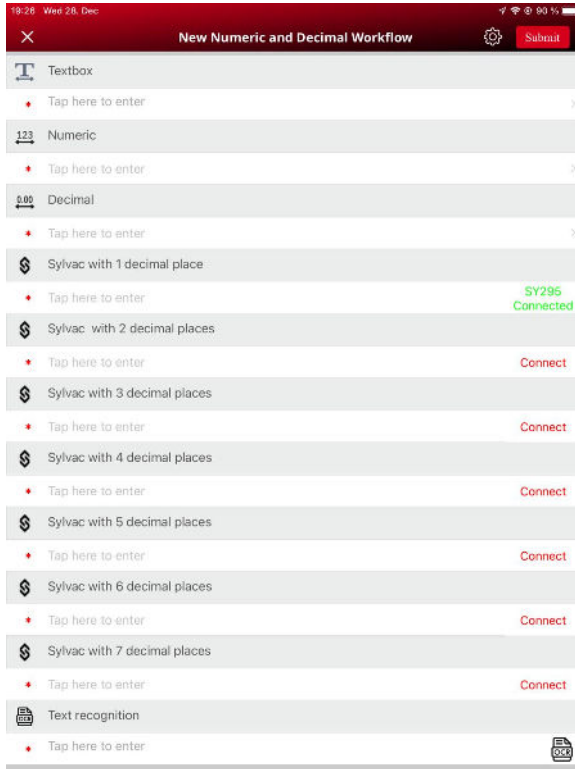 19:26 Wed 28. Dec 90 %
New Numeric and Decimal Workflow Submit
Textbox
* Tap here to enter
123 Numeric
* Tap here to enter
0.00 Decimal
* Tap here to enter
Sylvac with 1 decimal place
* Tap here to enter SY295
Connected
Sylvac with 2 decimal places
* Tap here to enter Connect
Sylvac with 3 decimal places
* Tap here to enter Connect
Sylvac with 4 decimal places
* Tap here to enter Connect
Sylvac with 5 decimal places
* Tap here to enter Connect
Sylvac with 6 decimal places
* Tap here to enter Connect
Sylvac with 7 decimal places
* Tap here to enter Connect
OCR Text recognition
* Tap here to enter OCR